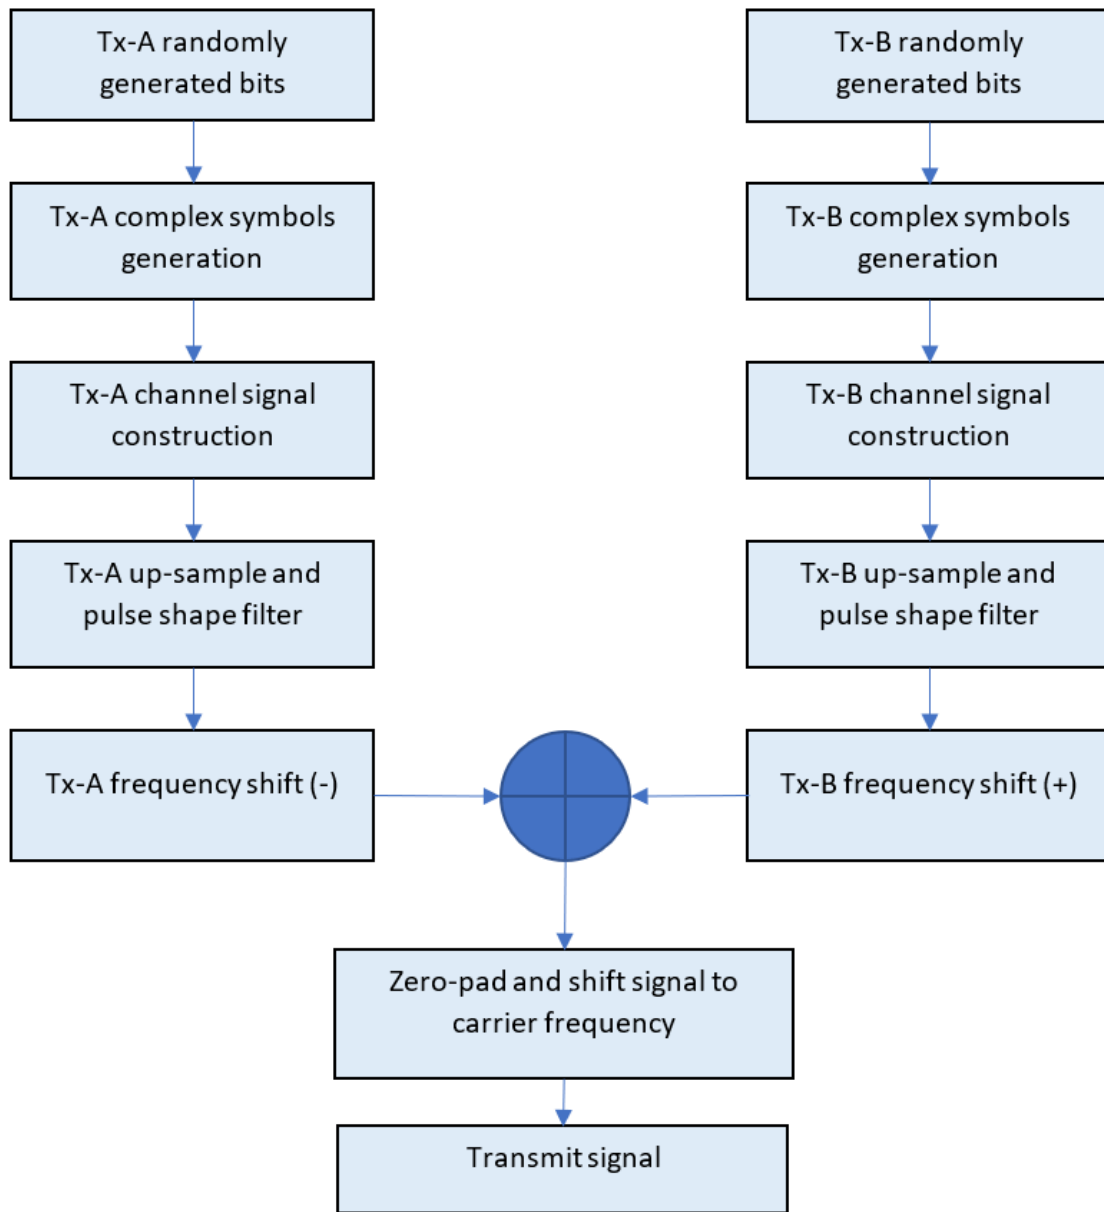 Tx-A randomly
generated bits
Tx-B randomly
generated bits
Tx-A complex symbols
generation
Tx-B complex symbols
generation
Tx-A channel signal
construction
Tx-B channel signal
construction
Tx-A up-sample and
pulse shape filter
Tx-B up-sample and
pulse shape filter
Tx-A frequency shift (-)
Tx-B frequency shift (+)
Zero-pad and shift signal to
carrier frequency
Transmit signal